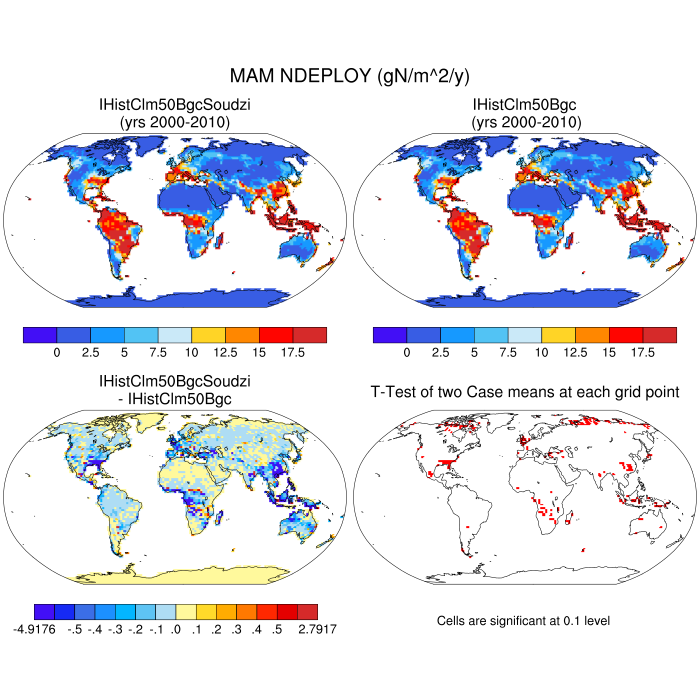 MAM NDEPLOY (gN/m^2/y)
IHistClm50BgcSoudzi
(yrs 2000-2010)
IHistClm50Bgc
(yrs 2000-2010)
0 2.5 5 7.5 10 12.5 15 17.5
0 2.5 5 7.5 10 12.5 15 17.5
IHistClm50BgcSoudzi
- IHistClm50Bgc
T-Test of two Case means at each grid point
-4.9176 -.5 -.4 -.3 -.2 -.1 .0 .1 .2 .3 .4 .5 2.7917
Cells are significant at 0.1 level